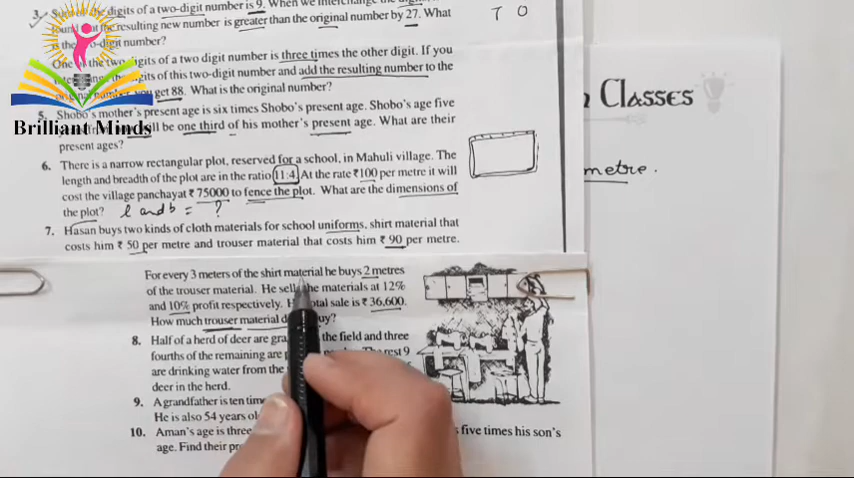 3. Sum of the digits of a two-digit number is 9. When we interchange the
the resulting new number is greater than the original number by 27. What
T O
is the two-digit number?
One of the two digits of a two digit number is three times the other digit. If you
digits of this two-digit number and add the resulting number to the
original number, you get 88. What is the original number?
CLASSES
5. Shobo's mother's present age is six times Shobo's present age. Shobo's age five
will be one third of his mother's present age. What are their
present ages?
Brilliant Minds
6. There is a narrow rectangular plot, reserved for a school, in Mahuli village. The
length and breadth of the plot are in the ratio 11:4. At the rate ₹100 per metre it will
cost the village panchayat ₹ 75000 to fence the plot. What are the dimensions of
the plot? l and b = ?
metre.
7. Hasan buys two kinds of cloth materials for school uniforms, shirt material that
costs him ₹ 50 per metre and trouser material that costs him ₹ 90 per metre.
For every 3 meters of the shirt material he buys 2 metres
of the trouser material. He sells the materials at 12%
and 10% profit respectively. His total sale is ₹ 36,600.
How much trouser material did buy?
8. Half of a herd of deer are the field and three
fourths of the remaining are The rest 9
are drinking water from the
deer in the herd.
9. A grandfather is ten
He is also 54 years
10. Aman's age is three five times his son's
age. Find their